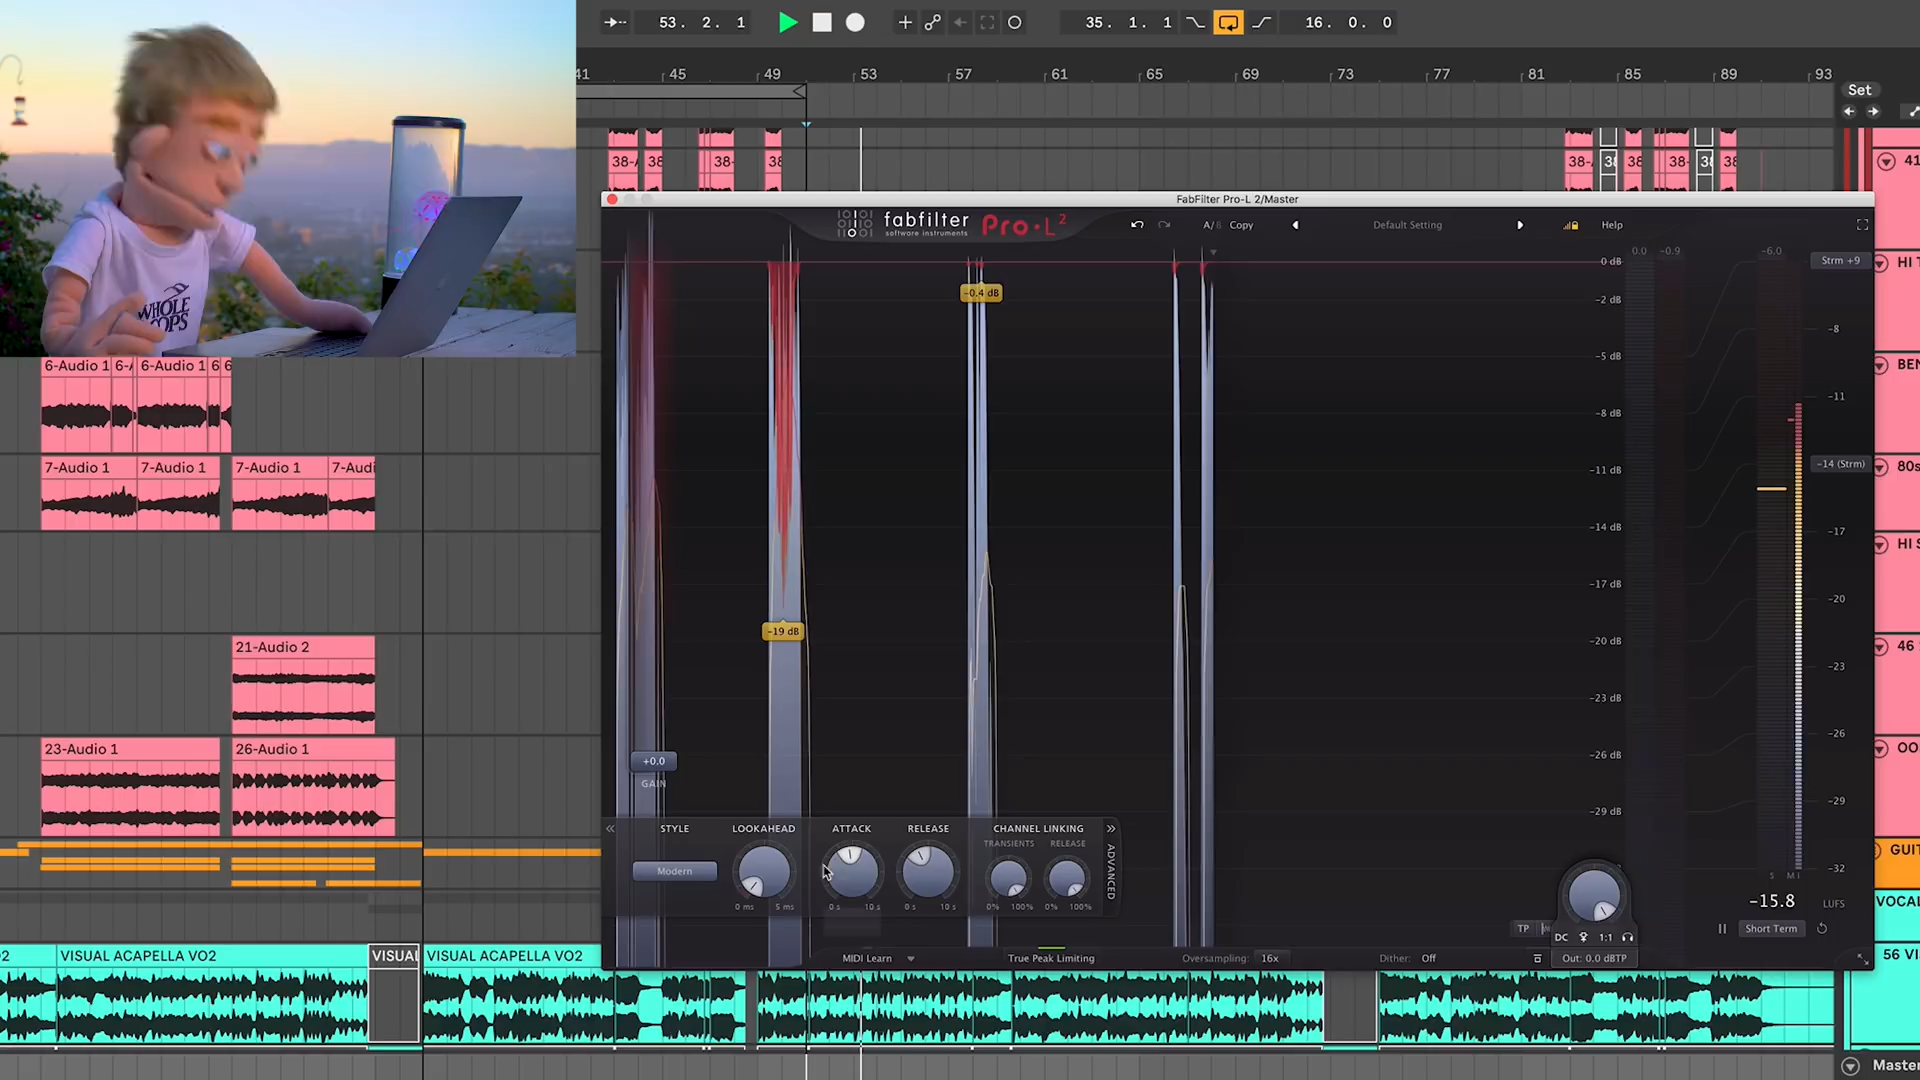 53. 2. 1
35. 1. 1
16. 0. 0
41 45 49 53 57 61 65 69 73 77 81 85 89 93
Set
38-
38
38-
38
38-
38
38
38-
38
38
41
FabFilter Pro-L 2/Master
fabfilter
software instruments
Pro·L 2
A/B
Copy
Default Setting
Help
0 dB
-2 dB
-5 dB
-8 dB
-11 dB
-14 dB
-17 dB
-20 dB
-23 dB
-26 dB
-29 dB
0.0
-0.9
-6.0
Strm +9
-8
-11
-14 (Strm)
-17
-20
-23
-26
-29
-32
S M I
-0.4 dB
-19 dB
+0.0
GAIN
WHOLE
OOPS
HI T
BEN
80s
HI S
46
OO
GUIT
VOCAL
56 VI
Master
6-Audio 1
6-
6-Audio 1
6
6
7-Audio 1
7-Audio 1
7-Audio 1
7-Audi
21-Audio 2
23-Audio 1
26-Audio 1
STYLE
Modern
LOOKAHEAD
0 ms
5 ms
ATTACK
0 s
10 s
RELEASE
0 s
10 s
CHANNEL LINKING
TRANSIENTS
RELEASE
0%
100%
0%
100%
ADVANCED
-15.8
LUFS
TP
Short Term
DC
1:1
MIDI Learn
True Peak Limiting
Oversampling:
16x
Dither:
Off
Out: 0.0 dBTP
02
VISUAL ACAPELLA VO2
VISUAL
VISUAL ACAPELLA VO2